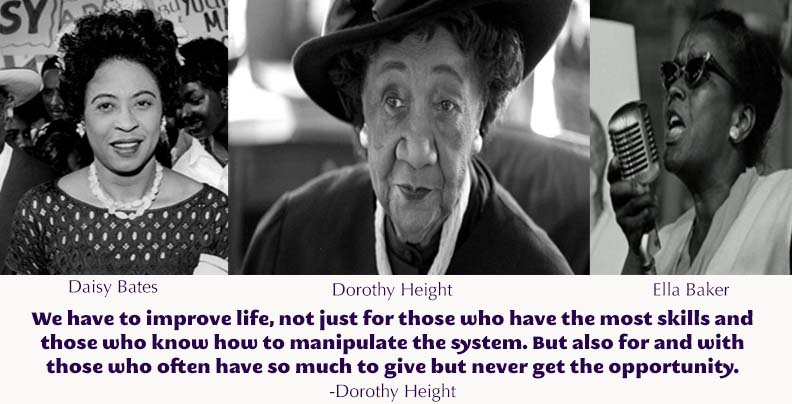 SY
Daisy Bates
Dorothy Height
Ella Baker
We have to improve life, not just for those who have the most skills and
those who know how to manipulate the system. But also for and with
those who often have so much to give but never get the opportunity.
-Dorothy Height